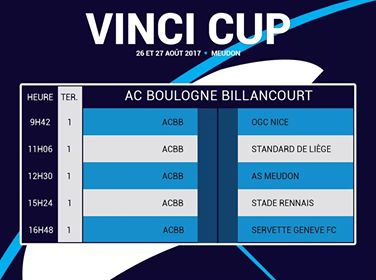 VINCI CUP
26 ET 27 AOÛT 2017 • MEUDON
HEURE TER. AC BOULOGNE BILLANCOURT
9H42 1 ACBB OGC NICE
11H06 1 ACBB STANDARD DE LIÈGE
12H30 1 ACBB AS MEUDON
15H24 1 ACBB STADE RENNAIS
16H48 1 ACBB SERVETTE GENEVE FC